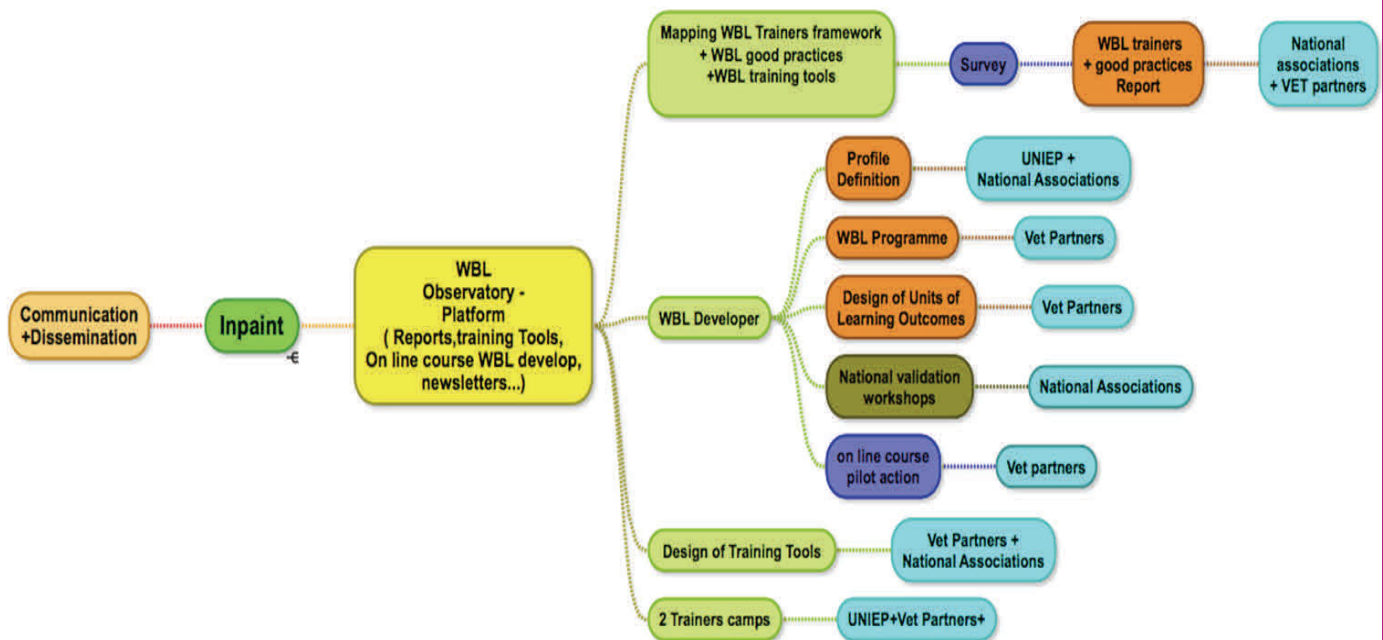 Communication
+Dissemination
Inpaint
WBL
Observatory -
Platform
( Reports,training Tools,
On line course WBL develop,
newsletters...)
Mapping WBL Trainers framework
+ WBL good practices
+WBL training tools
Survey
WBL trainers
+ good practices
Report
National
associations
+ VET partners
WBL Developer
Profile
Definition
UNIEP +
National Associations
WBL Programme
Vet Partners
Design of Units of
Learning Outcomes
Vet Partners
National validation
workshops
National Associations
on line course
pilot action
Vet partners
Design of Training Tools
Vet Partners +
National Associations
2 Trainers camps
UNIEP+Vet Partners+